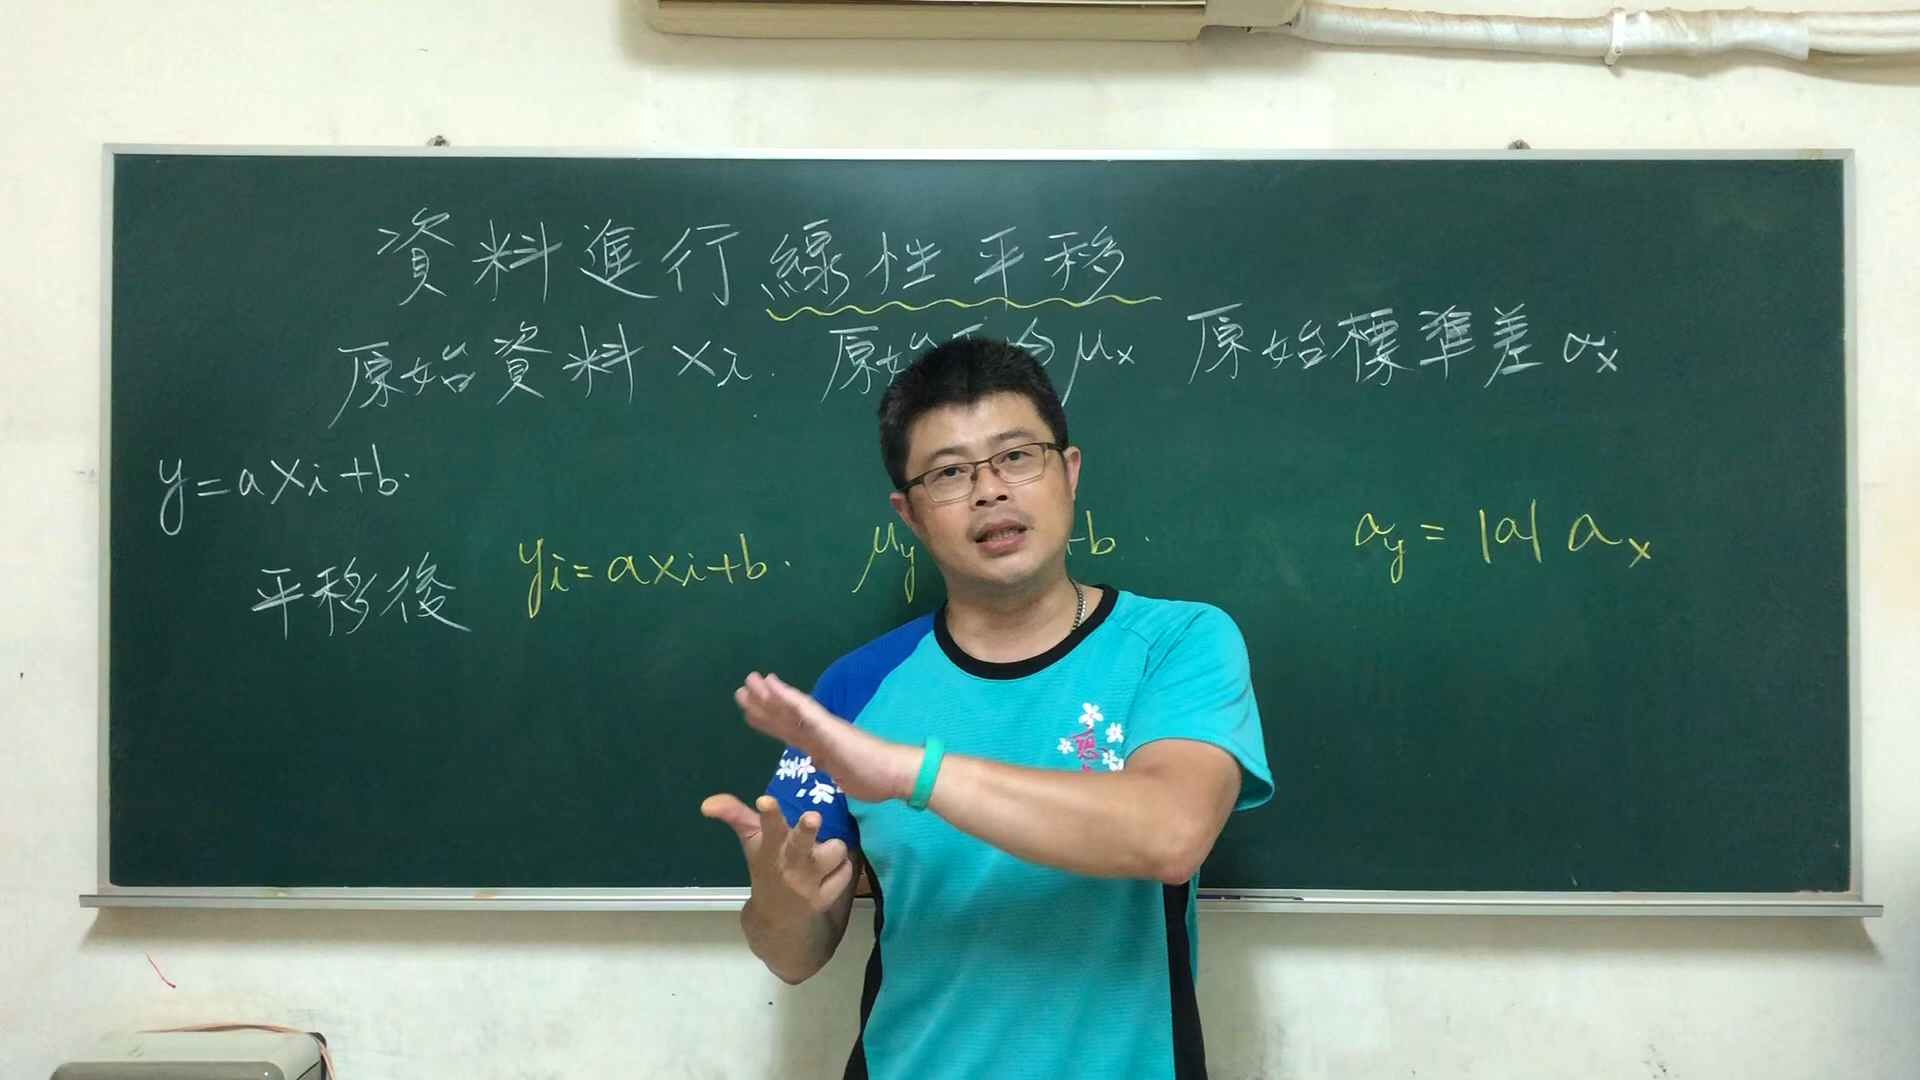 資料進行線性平移
原始資料 xi. 原始 μx 原始標準差 σx
y=axi+b.
平移後 yi=axi+b. μy +b. σy = |a| σx